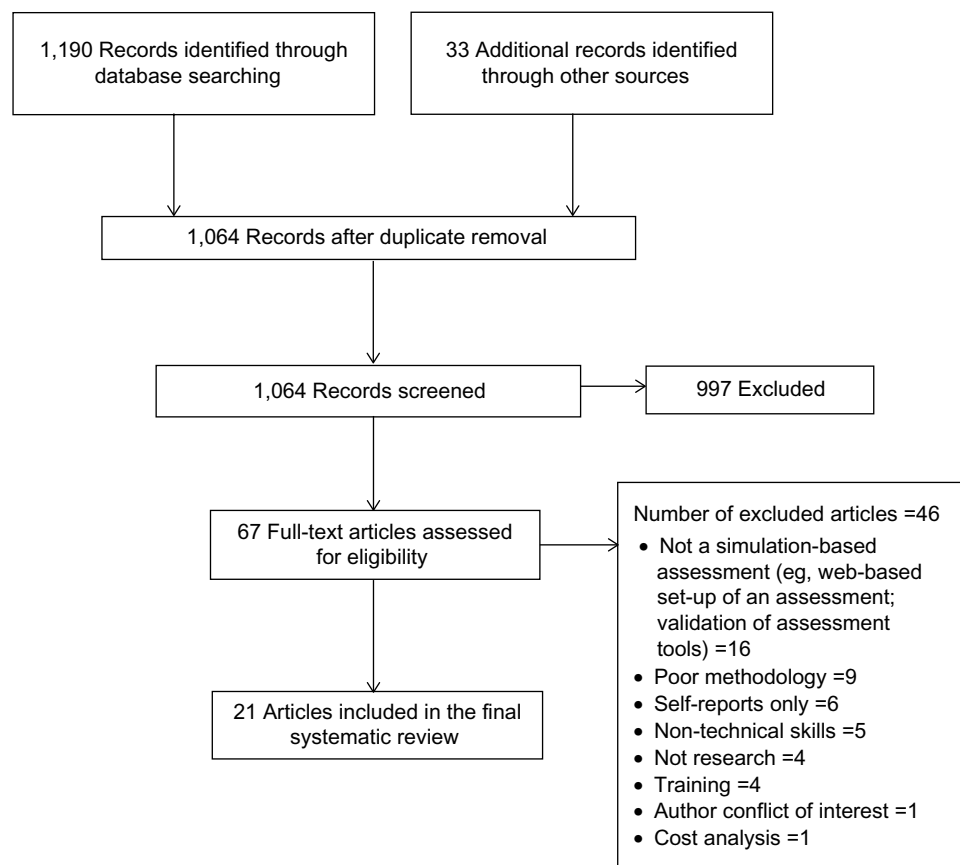 1,190 Records identified through
database searching
33 Additional records identified
through other sources
1,064 Records after duplicate removal
1,064 Records screened
997 Excluded
67 Full-text articles assessed
for eligibility
Number of excluded articles =46
• Not a simulation-based
assessment (eg, web-based
set-up of an assessment;
validation of assessment
tools) =16
• Poor methodology =9
• Self-reports only =6
• Non-technical skills =5
• Not research =4
• Training =4
• Author conflict of interest =1
• Cost analysis =1
21 Articles included in the final
systematic review